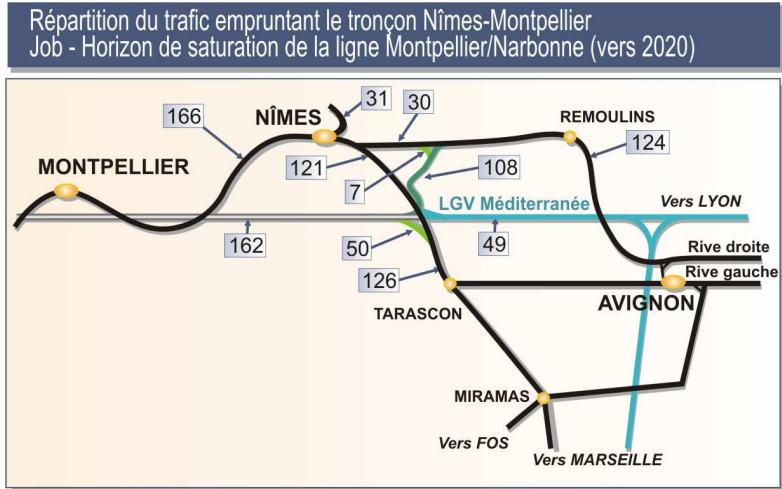 Répartition du trafic empruntant le tronçon Nîmes-Montpellier
Job - Horizon de saturation de la ligne Montpellier/Narbonne (vers 2020)
31
30
166
NÎMES
REMOULINS
121
124
MONTPELLIER
108
7
LGV Méditerranée
Vers LYON
162
50
49
Rive droite
Rive gauche
126
AVIGNON
TARASCON
MIRAMAS
Vers FOS
Vers MARSEILLE